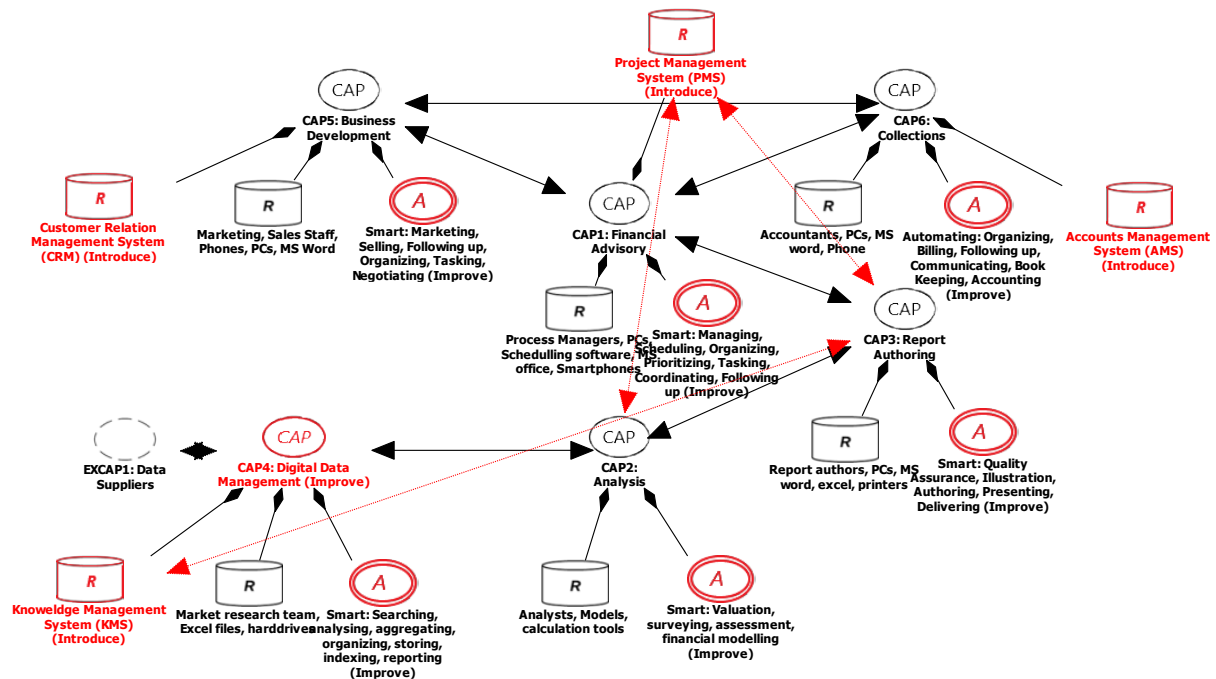 R
Project Management
System (PMS)
(Introduce)
CAP
CAP5: Business
Development
CAP
CAP6:
Collections
R
Customer Relation
Management System
(CRM) (Introduce)
R
Marketing, Sales Staff,
Phones, PCs, MS Word
A
Smart: Marketing,
Selling, Following up,
Organizing, Tasking,
Negotiating (Improve)
CAP
CAP1: Financial
Advisory
R
Accountants, PCs, MS
word, Phone
A
Automating: Organizing,
Billing, Following up,
Communicating, Book
Keeping, Accounting
(Improve)
R
Accounts Management
System (AMS)
(Introduce)
R
Process Managers, PCs,
Schedulling software, MS
office, Smartphones
A
Smart: Managing,
Scheduling, Organizing,
Prioritizing, Tasking,
Coordinating, Following
up (Improve)
CAP
CAP3: Report
Authoring
R
Report authors, PCs, MS
word, excel, printers
A
Smart: Quality
Assurance, Illustration,
Authoring, Presenting,
Delivering (Improve)
EXCAP1: Data
Suppliers
CAP
CAP4: Digital Data
Management (Improve)
CAP
CAP2:
Analysis
R
Knoweldge Management
System (KMS)
(Introduce)
R
Market research team,
Excel files, harddrives
A
Smart: Searching,
analysing, aggregating,
organizing, storing,
indexing, reporting
(Improve)
R
Analysts, Models,
calculation tools
A
Smart: Valuation,
surveying, assessment,
financial modelling
(Improve)